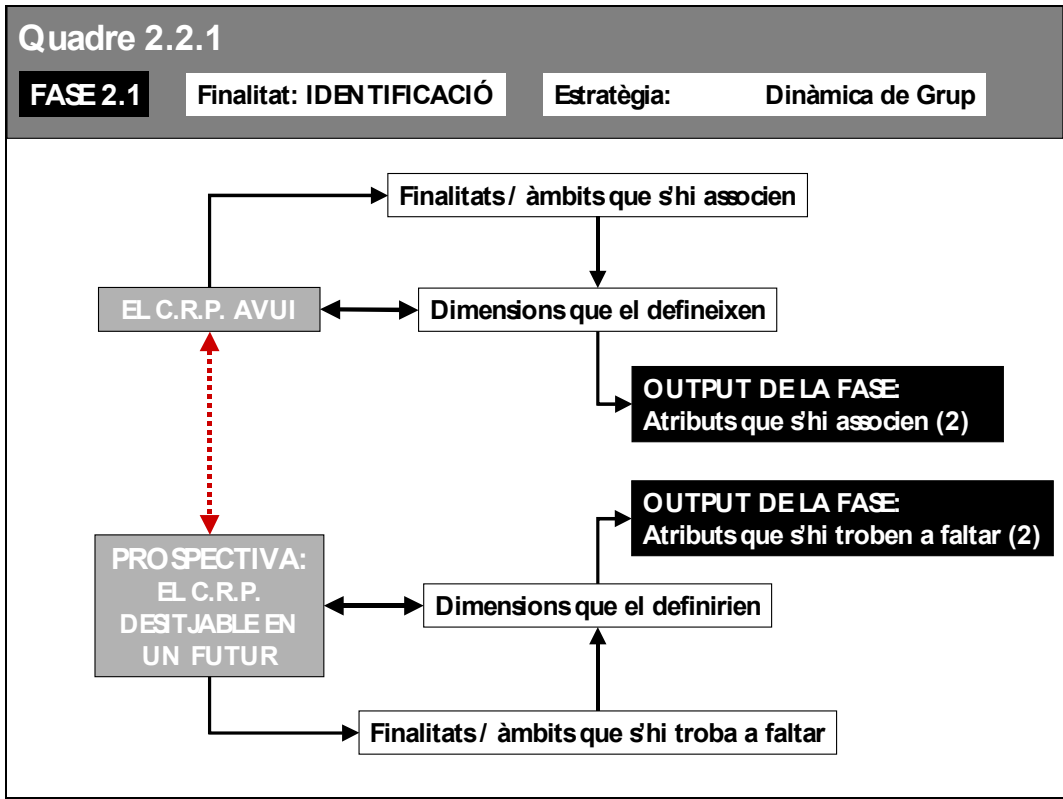 Quadre 2.2.1
FASE 2.1
Finalitat: IDENTIFICACIÓ
Estratègia: Dinàmica de Grup
Finalitats / àmbits que s'hi associen
EL C.R.P. AVUI
Dimensions que el defineixen
OUTPUT DE LA FASE:
Atributs que s'hi associen (2)
OUTPUT DE LA FASE:
Atributs que s'hi troben a faltar (2)
PROSPECTIVA:
EL C.R.P.
DESITJABLE EN
UN FUTUR
Dimensions que el definirien
Finalitats / àmbits que s'hi troba a faltar